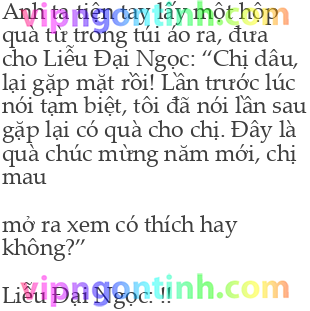 Anh ta tiện tay lấy một hộp
quà từ trong túi áo ra, đưa
cho Liễu Đại Ngọc: “Chị dâu,
lại gặp mặt rồi! Lần trước lúc
nói tạm biệt, tôi đã nói lần sau
gặp lại có quà cho chị. Đây là
quà chúc mừng năm mới, chị
mau
mở ra xem có thích hay
không?”
Liễu Đại Ngọc: !!
vipngontinh.com
vipngontinh.com